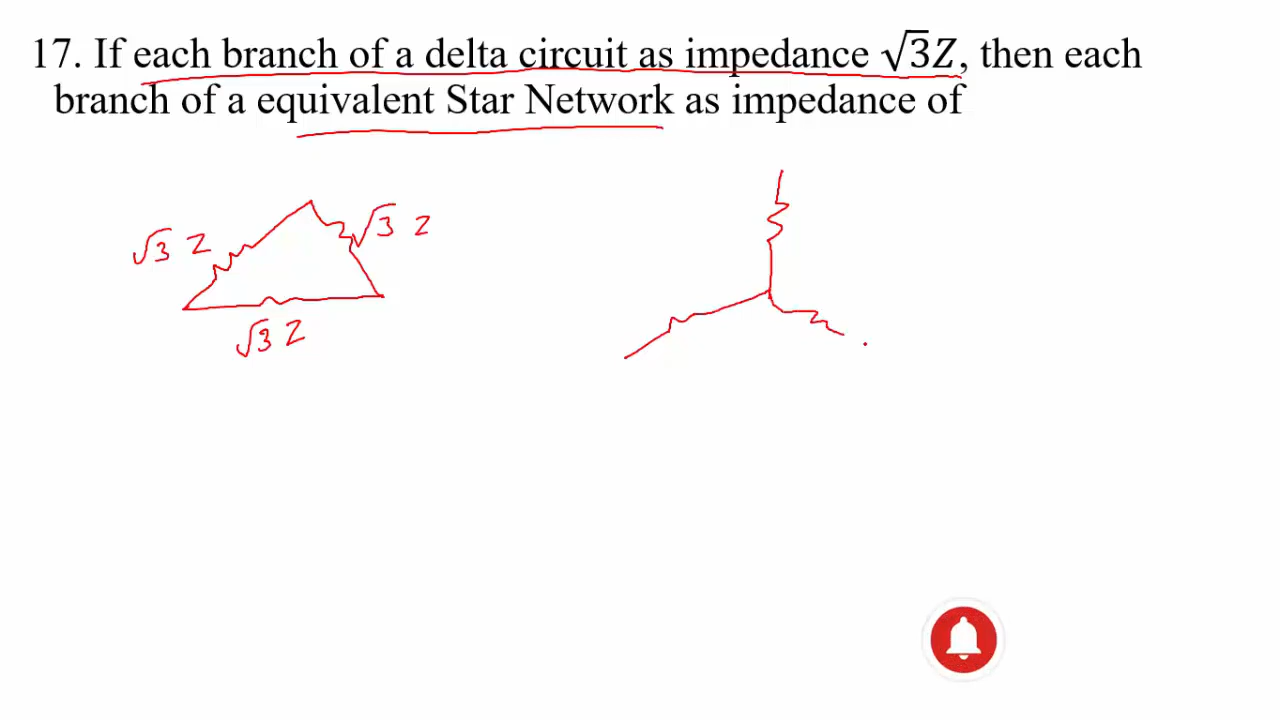 17. If each branch of a delta circuit as impedance √3Z, then each
branch of a equivalent Star Network as impedance of
√3 Z
√3 Z
√3 Z